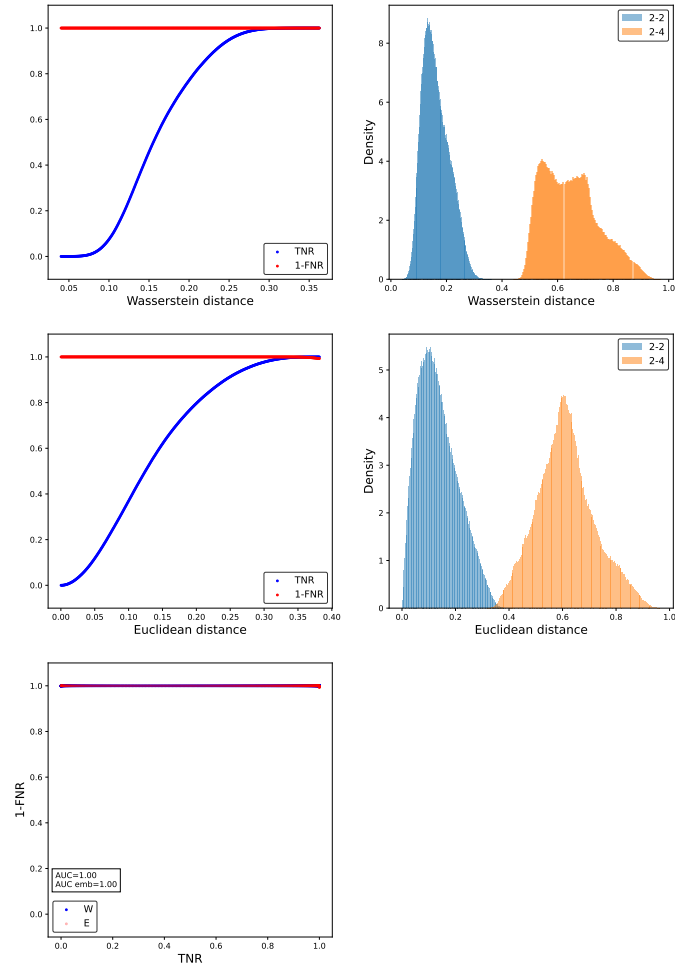 1.0
0.8
0.6
0.4
0.2
0.0
0.05 0.10 0.15 0.20 0.25 0.30 0.35
Wasserstein distance
TNR
1-FNR
Density
8
6
4
2
0
0.0 0.2 0.4 0.6 0.8 1.0
Wasserstein distance
2-2
2-4
1.0
0.8
0.6
0.4
0.2
0.0
0.00 0.05 0.10 0.15 0.20 0.25 0.30 0.35 0.40
Euclidean distance
TNR
1-FNR
Density
5
4
3
2
1
0
0.0 0.2 0.4 0.6 0.8 1.0
Euclidean distance
2-2
2-4
1-FNR
1.0
0.8
0.6
0.4
0.2
0.0
AUC=1.00
AUC emb=1.00
W
E
0.0 0.2 0.4 0.6 0.8 1.0
TNR